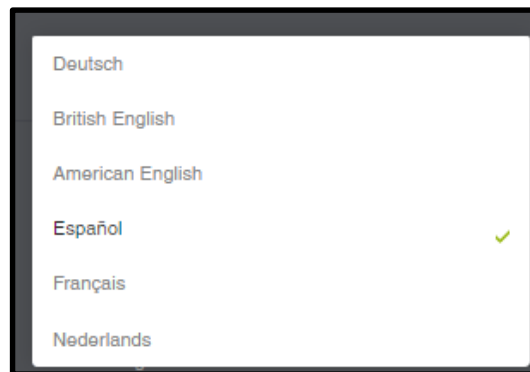 Deutsch
British English
American English
Español
Français
Nederlands